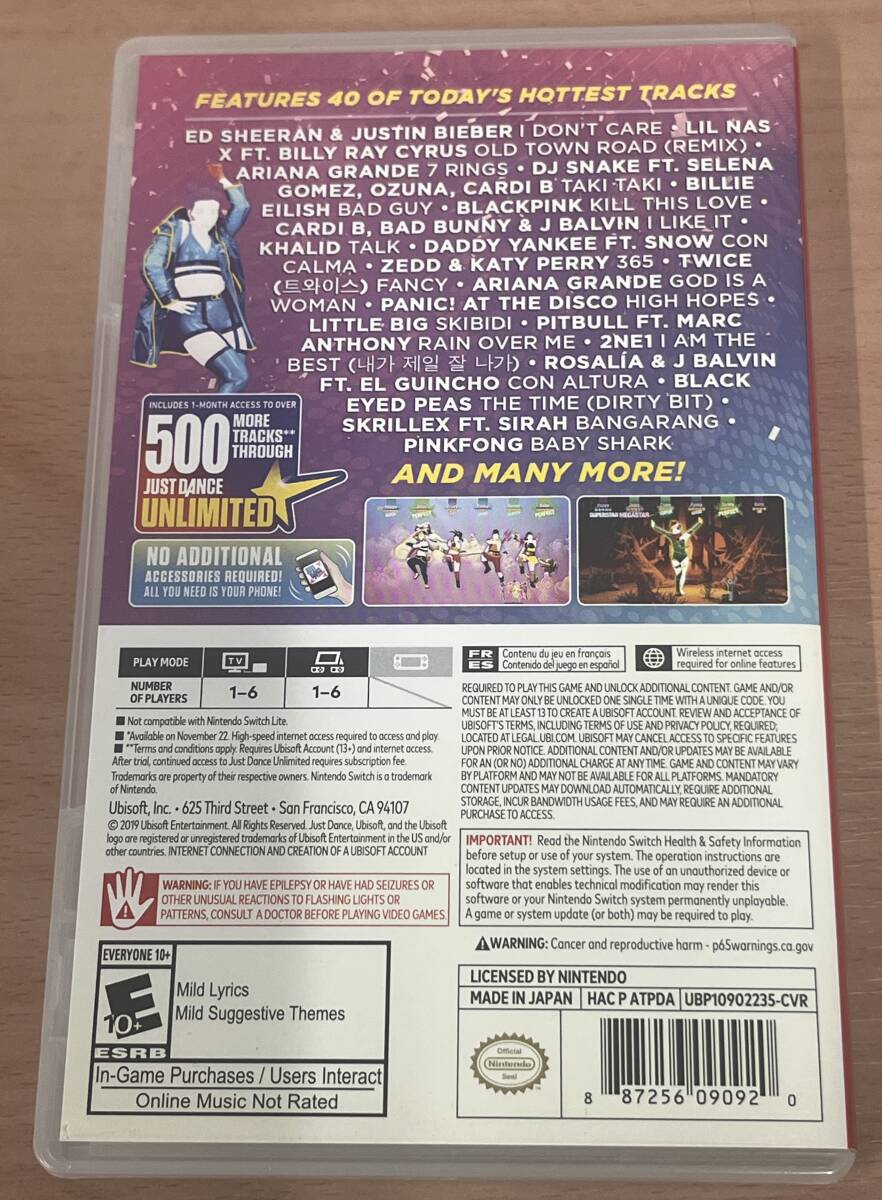 FEATURES 40 OF TODAY'S HOTTEST TRACKS
ED SHEERAN & JUSTIN BIEBER I DON'T CARE • LIL NAS
X FT. BILLY RAY CYRUS OLD TOWN ROAD (REMIX) •
ARIANA GRANDE 7 RINGS • DJ SNAKE FT. SELENA
GOMEZ, OZUNA, CARDI B TAKI TAKI • BILLIE
EILISH BAD GUY • BLACKPINK KILL THIS LOVE •
CARDI B, BAD BUNNY & J BALVIN I LIKE IT •
KHALID TALK • DADDY YANKEE FT. SNOW CON
CALMA • ZEDD & KATY PERRY 365 • TWICE
(트와이스) FANCY • ARIANA GRANDE GOD IS A
WOMAN • PANIC! AT THE DISCO HIGH HOPES •
LITTLE BIG SKIBIDI • PITBULL FT. MARC
ANTHONY RAIN OVER ME • 2NE1 I AM THE
BEST (내가 제일 잘 나가) • ROSALÍA & J BALVIN
FT. EL GUINCHO CON ALTURA • BLACK
EYED PEAS THE TIME (DIRTY BIT) •
SKRILLEX FT. SIRAH BANGARANG •
PINKFONG BABY SHARK
AND MANY MORE!
INCLUDES 1-MONTH ACCESS TO OVER
500 MORE
TRACKS**
THROUGH
JUST DANCE
UNLIMITED
NO ADDITIONAL
ACCESSORIES REQUIRED!
ALL YOU NEED IS YOUR PHONE!
SUPERSTAR MEGASTAR
PLAY MODE
TV
NUMBER
OF PLAYERS
1–6
1–6
■ Not compatible with Nintendo Switch Lite.
■ *Available on November 22. High-speed internet access required to access and play.
■ **Terms and conditions apply. Requires Ubisoft Account (13+) and internet access.
After trial, continued access to Just Dance Unlimited requires subscription fee.
Trademarks are property of their respective owners. Nintendo Switch is a trademark
of Nintendo.
Ubisoft, Inc. • 625 Third Street • San Francisco, CA 94107
© 2019 Ubisoft Entertainment. All Rights Reserved. Just Dance, Ubisoft, and the Ubisoft
logo are registered or unregistered trademarks of Ubisoft Entertainment in the US and/or
other countries. INTERNET CONNECTION AND CREATION OF A UBISOFT ACCOUNT
FR Contenu du jeu en français
ES Contenido del juego en español
Wireless internet access
required for online features
REQUIRED TO PLAY THIS GAME AND UNLOCK ADDITIONAL CONTENT. GAME AND/OR
CONTENT MAY ONLY BE UNLOCKED ONE SINGLE TIME WITH A UNIQUE CODE. YOU
MUST BE AT LEAST 13 TO CREATE A UBISOFT ACCOUNT. REVIEW AND ACCEPTANCE OF
UBISOFT'S TERMS, INCLUDING TERMS OF USE AND PRIVACY POLICY, REQUIRED;
LOCATED AT LEGAL.UBI.COM. UBISOFT MAY CANCEL ACCESS TO SPECIFIC FEATURES
UPON PRIOR NOTICE. ADDITIONAL CONTENT AND/OR UPDATES MAY BE AVAILABLE
FOR AN (OR NO) ADDITIONAL CHARGE AT ANY TIME. GAME AND CONTENT MAY VARY
BY PLATFORM AND MAY NOT BE AVAILABLE FOR ALL PLATFORMS. MANDATORY
CONTENT UPDATES MAY DOWNLOAD AUTOMATICALLY, REQUIRE ADDITIONAL
STORAGE, INCUR BANDWIDTH USAGE FEES, AND MAY REQUIRE AN ADDITIONAL
PURCHASE TO ACCESS.
WARNING: IF YOU HAVE EPILEPSY OR HAVE HAD SEIZURES OR
OTHER UNUSUAL REACTIONS TO FLASHING LIGHTS OR
PATTERNS, CONSULT A DOCTOR BEFORE PLAYING VIDEO GAMES.
IMPORTANT! Read the Nintendo Switch Health & Safety Information
before setup or use of your system. The operation instructions are
located in the system settings. The use of an unauthorized device or
software that enables technical modification may render this
software or your Nintendo Switch system permanently unplayable.
A game or system update (or both) may be required to play.
WARNING: Cancer and reproductive harm - p65warnings.ca.gov
EVERYONE 10+
E
10+
ESRB
Mild Lyrics
Mild Suggestive Themes
In-Game Purchases / Users Interact
Online Music Not Rated
LICENSED BY NINTENDO
MADE IN JAPAN HAC P ATPDA UBP10902235-CVR
Official
Nintendo
Seal
8 87256 09092 0